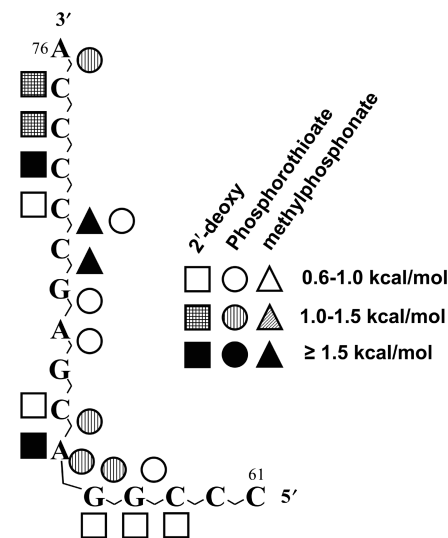 3′
76 A
C
C
C
C
C
G
A
G
C
A
61
G G C C C 5′
2′-deoxy
Phosphorothioate
methylphosphonate
0.6-1.0 kcal/mol
1.0-1.5 kcal/mol
≥ 1.5 kcal/mol